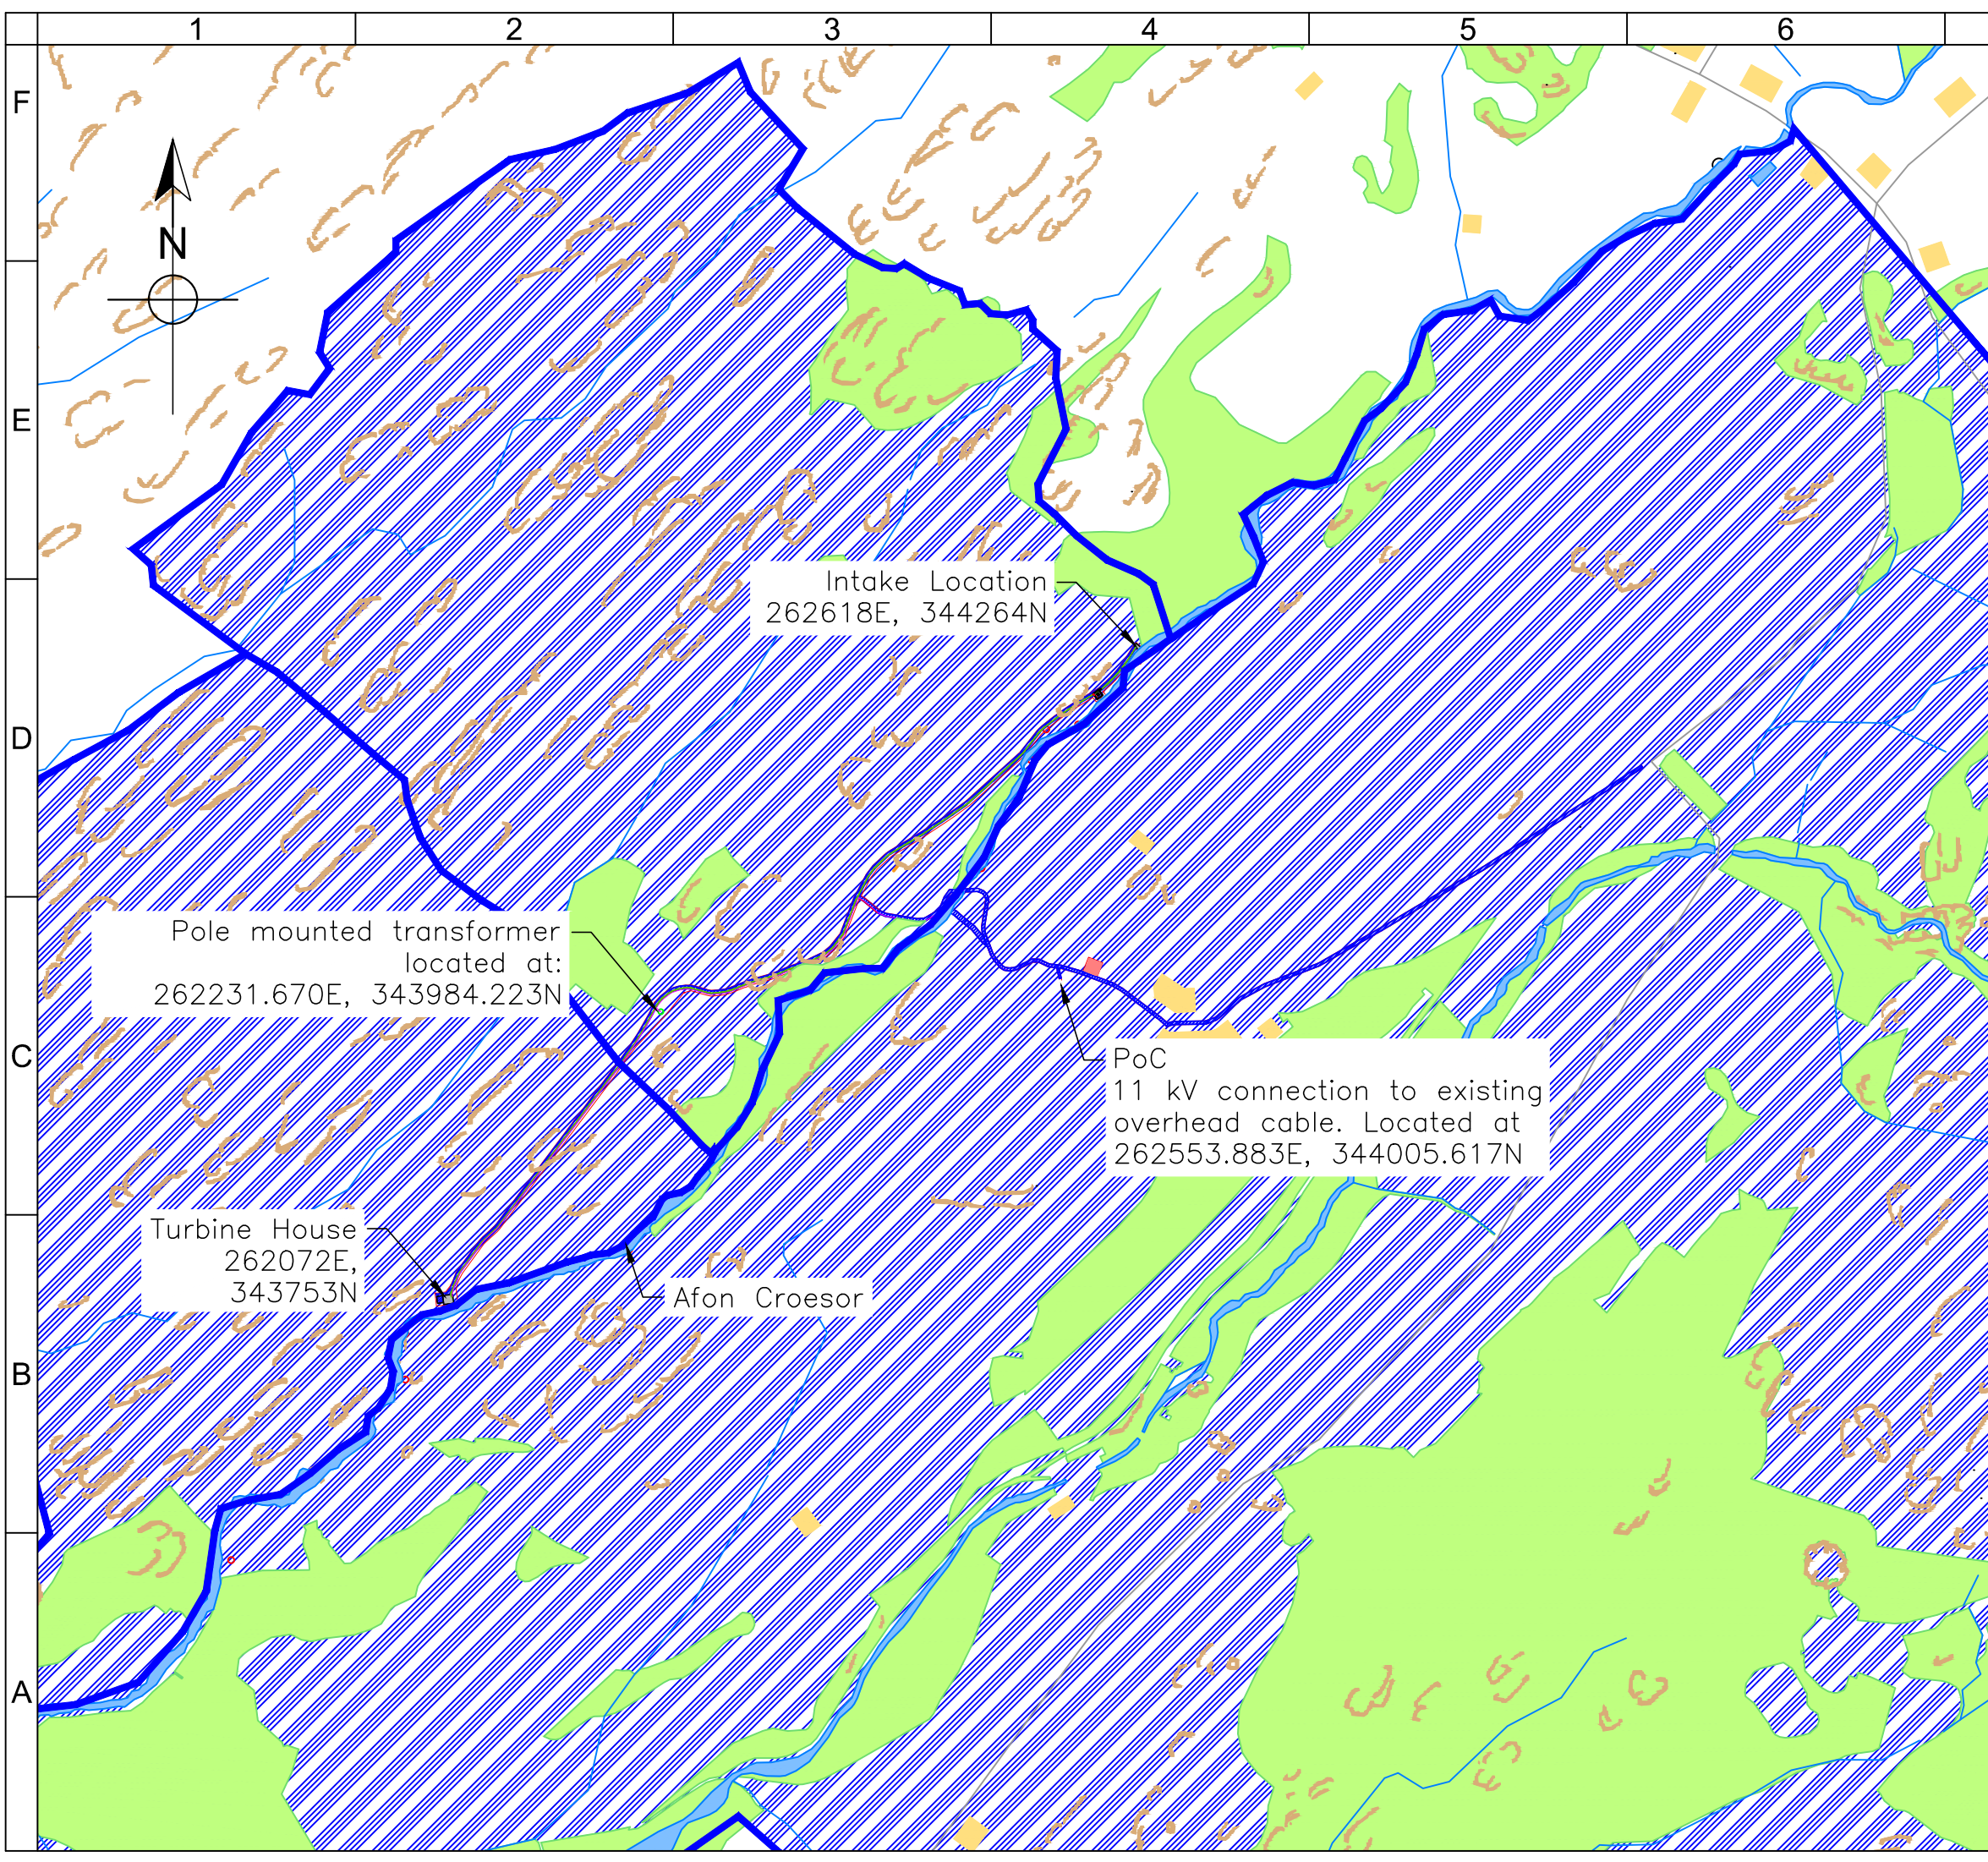 1 2 3 4 5 6
F
N
E
Intake Location
262618E, 344264N
D
Pole mounted transformer
located at:
262231.670E, 343984.223N
C
PoC
11 kV connection to existing
overhead cable. Located at
262553.883E, 344005.617N
Turbine House
262072E,
343753N
Afon Croesor
B
A